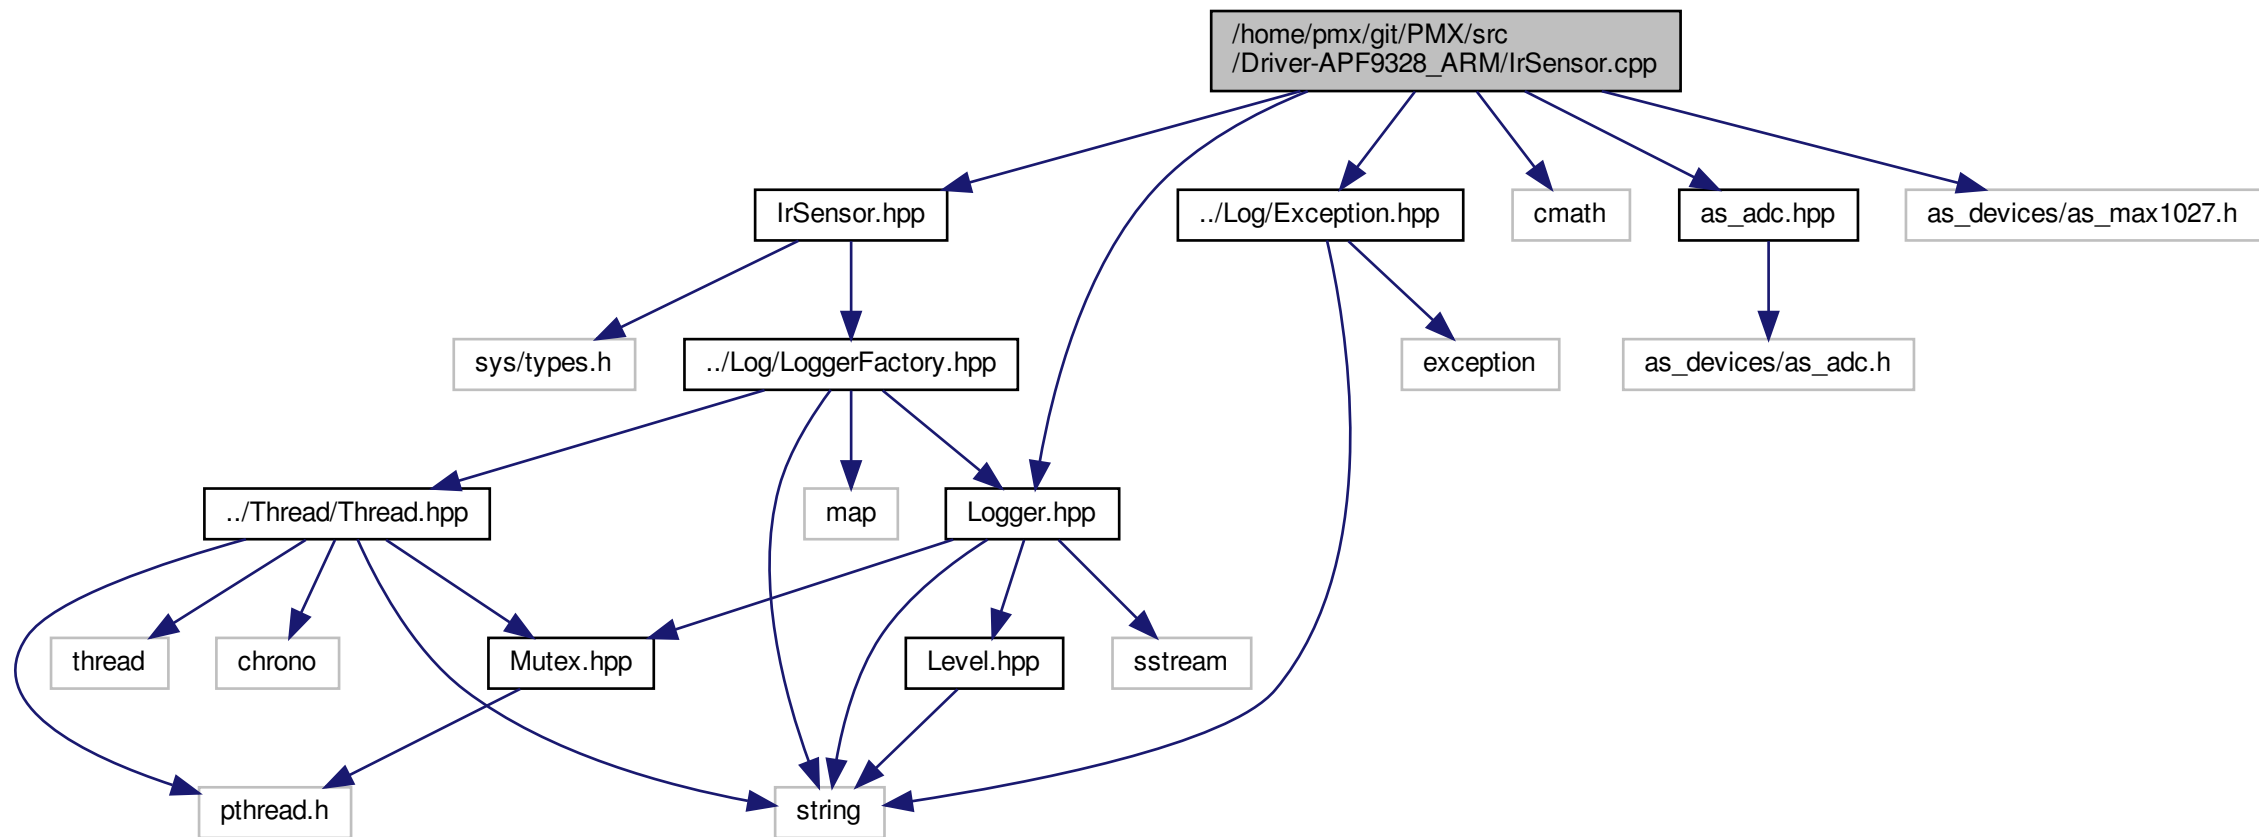 /home/pmx/git/PMX/src
/Driver-APF9328_ARM/IrSensor.cpp
IrSensor.hpp
../Log/Exception.hpp
cmath
as_adc.hpp
as_devices/as_max1027.h
sys/types.h
../Log/LoggerFactory.hpp
exception
as_devices/as_adc.h
../Thread/Thread.hpp
map
Logger.hpp
thread
chrono
Mutex.hpp
Level.hpp
sstream
pthread.h
string